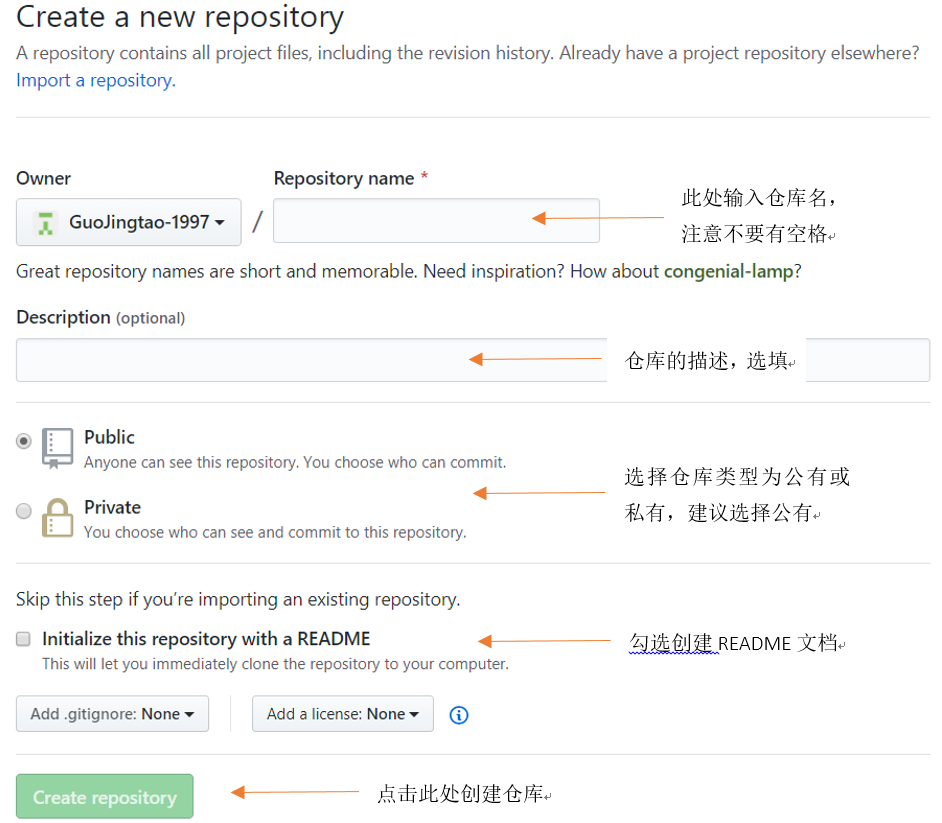 Create a new repository
A repository contains all project files, including the revision history. Already have a project repository elsewhere?
Import a repository.
Owner
Repository name *
GuoJingtao-1997
/
此处输入仓库名，
注意不要有空格
Great repository names are short and memorable. Need inspiration? How about congenial-lamp?
Description (optional)
仓库的描述，选填
Public
Anyone can see this repository. You choose who can commit.
Private
You choose who can see and commit to this repository.
选择仓库类型为公有或
私有，建议选择公有
Skip this step if you’re importing an existing repository.
Initialize this repository with a README
This will let you immediately clone the repository to your computer.
勾选创建 README 文档
Add .gitignore: None
Add a license: None
Create repository
点击此处创建仓库